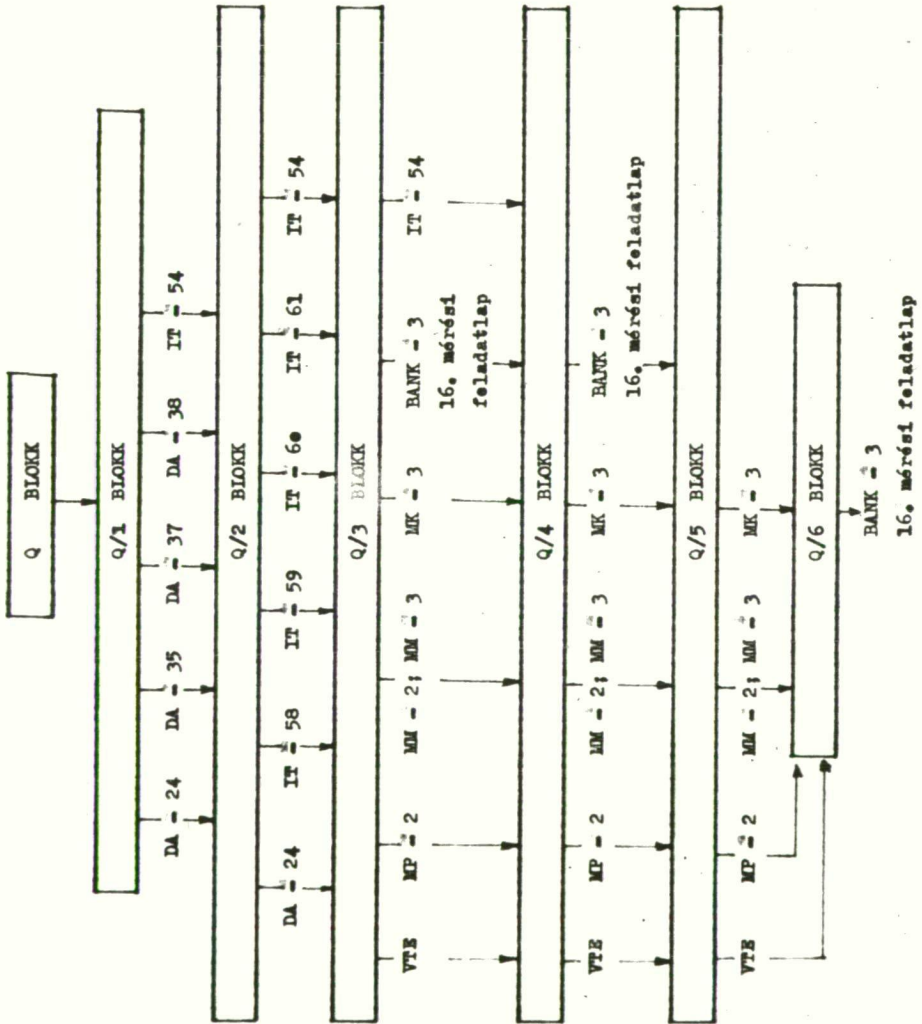 Q BLOKK
Q/1 BLOKK
DA - 24
DA - 35
DA - 37
DA - 38
IT - 54
Q/2 BLOKK
DA - 24
IT - 58
IT - 59
IT - 60
IT - 61
IT - 54
Q/3 BLOKK
VTE
MP - 2
MM - 2; MM - 3
MK - 3
BANK - 3
16. mérési
feladatlap
IT - 54
Q/4 BLOKK
VTE
MP - 2
MM - 2; MM - 3
MK - 3
BANK - 3
16. mérési feladatlap
Q/5 BLOKK
VTE
MP - 2
MM - 2; MM - 3
MK - 3
Q/6 BLOKK
BANK - 3
16. mérési feladatlap